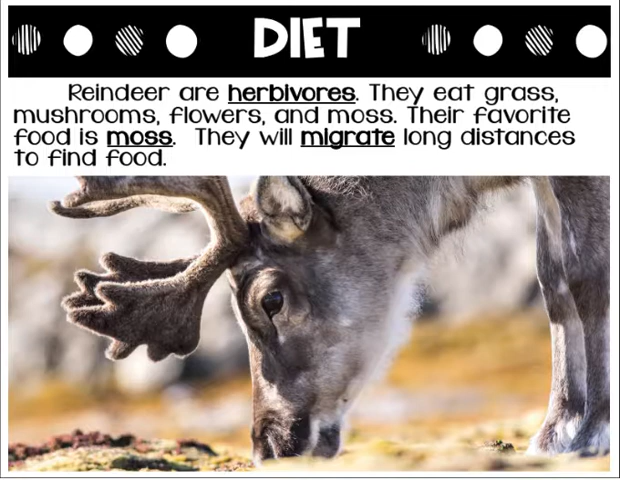 DIET
Reindeer are herbivores. They eat grass,
mushrooms, flowers, and moss. Their favorite
food is moss.  They will migrate long distances
to find food.